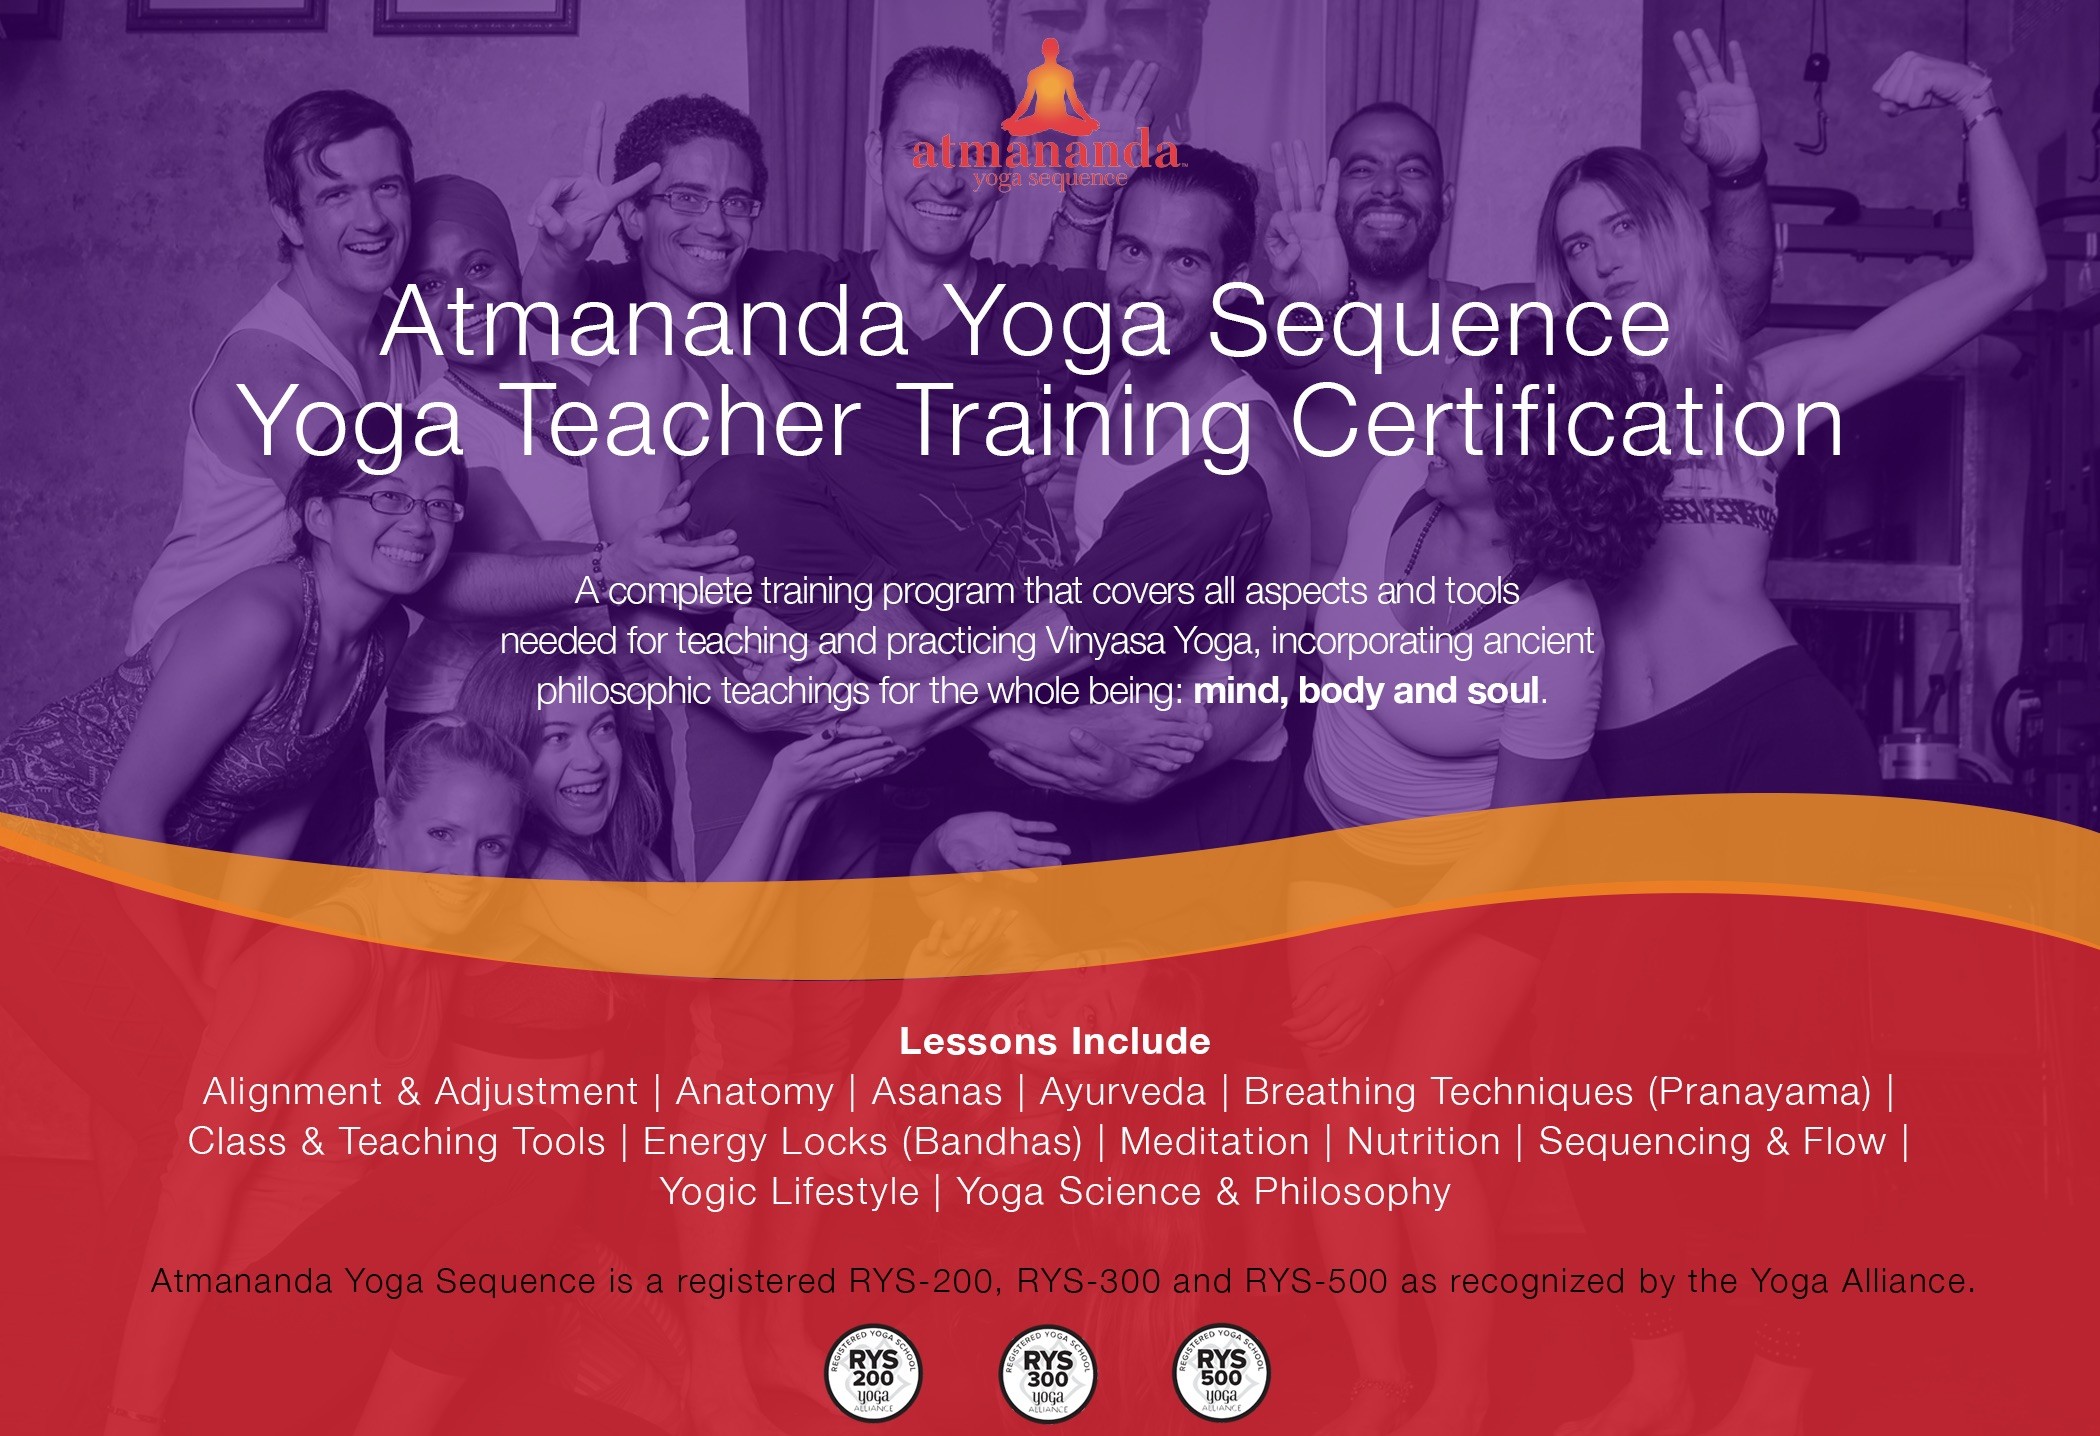 atmananda™
yoga sequence
Atmananda Yoga Sequence
Yoga Teacher Training Certification
A complete training program that covers all aspects and tools
needed for teaching and practicing Vinyasa Yoga, incorporating ancient
philosophic teachings for the whole being: mind, body and soul.
Lessons Include
Alignment & Adjustment | Anatomy | Asanas | Ayurveda | Breathing Techniques (Pranayama) |
Class & Teaching Tools | Energy Locks (Bandhas) | Meditation | Nutrition | Sequencing & Flow |
Yogic Lifestyle | Yoga Science & Philosophy
Atmananda Yoga Sequence is a registered RYS-200, RYS-300 and RYS-500 as recognized by the Yoga Alliance.
REGISTERED YOGA SCHOOL
RYS
200
yoga
ALLIANCE
REGISTERED YOGA SCHOOL
RYS
300
yoga
ALLIANCE
REGISTERED YOGA SCHOOL
RYS
500
yoga
ALLIANCE